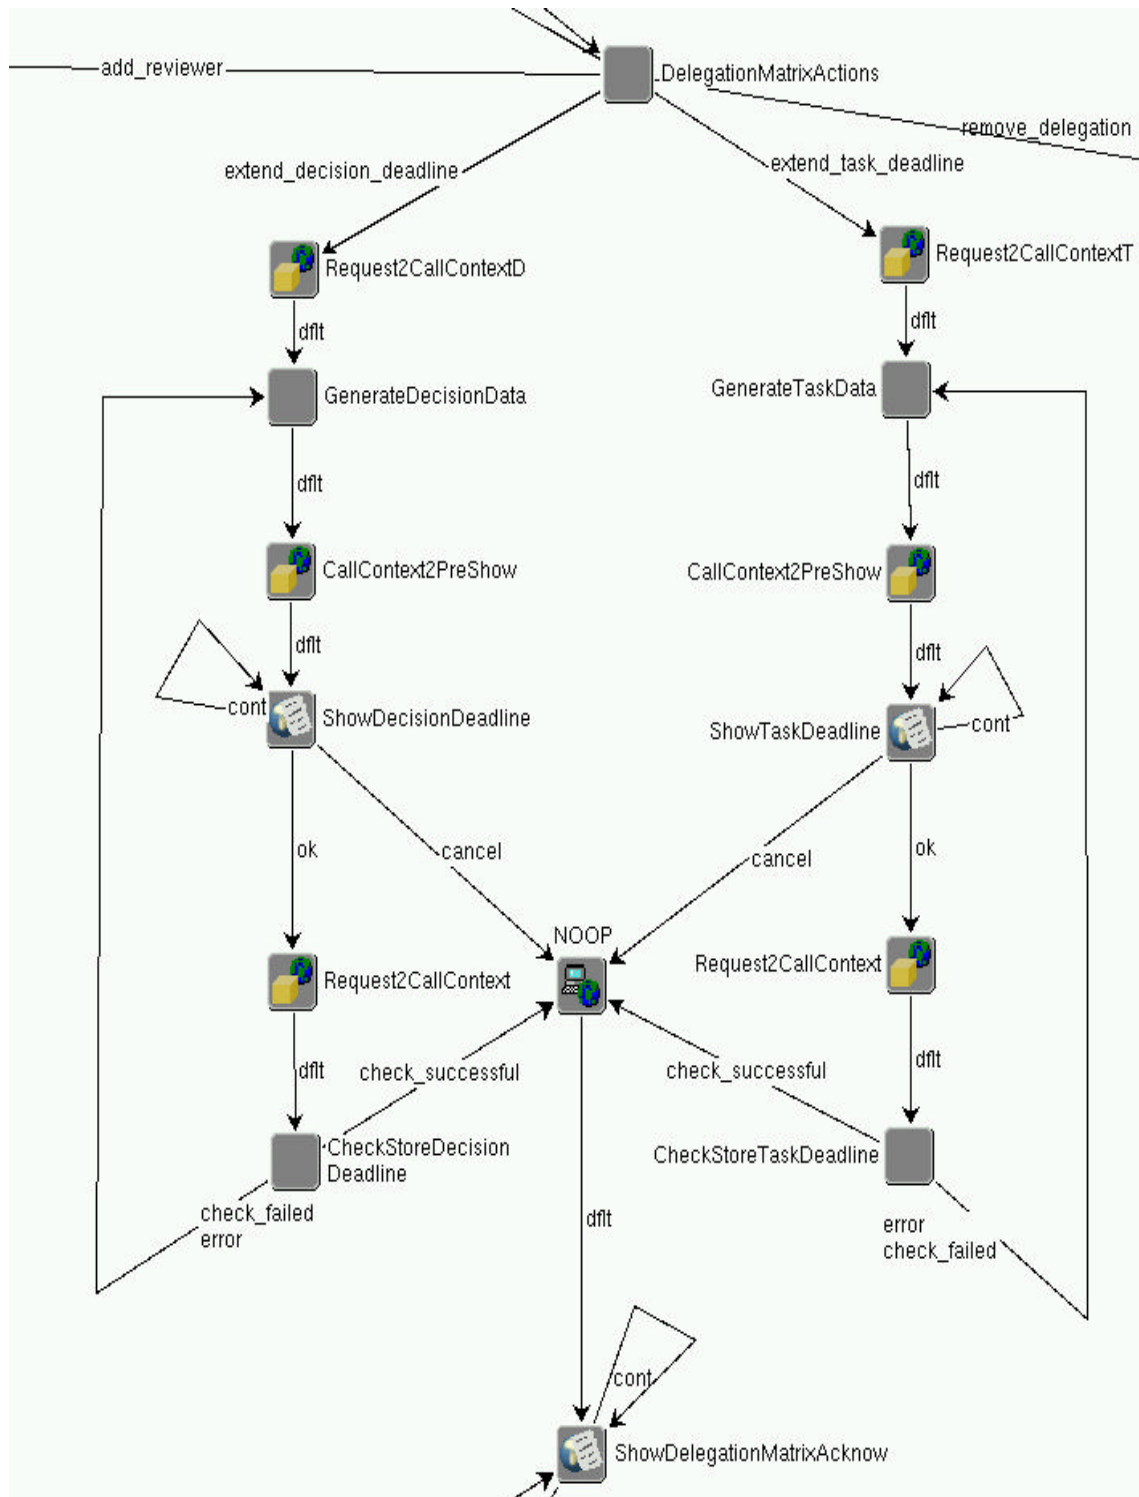 add_reviewer
DelegationMatrixActions
remove_delegation
extend_decision_deadline
extend_task_deadline
Request2CallContextD
Request2CallContextT
dflt
dflt
GenerateDecisionData
GenerateTaskData
dflt
dflt
CallContext2PreShow
CallContext2PreShow
dflt
dflt
cont
ShowDecisionDeadline
ShowTaskDeadline
cont
ok
cancel
cancel
ok
NOOP
Request2CallContext
Request2CallContext
dflt
check_successful
check_successful
dflt
CheckStoreDecision
Deadline
CheckStoreTaskDeadline
check_failed
error
dflt
error
check_failed
cont
ShowDelegationMatrixAcknow